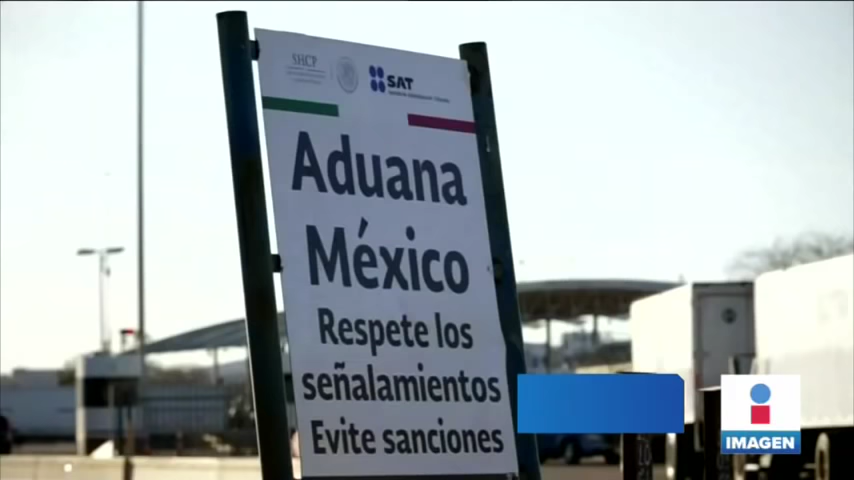 SHCP
SAT
Aduana
México
Respete los
señalamientos
Evite sanciones
IMAGEN